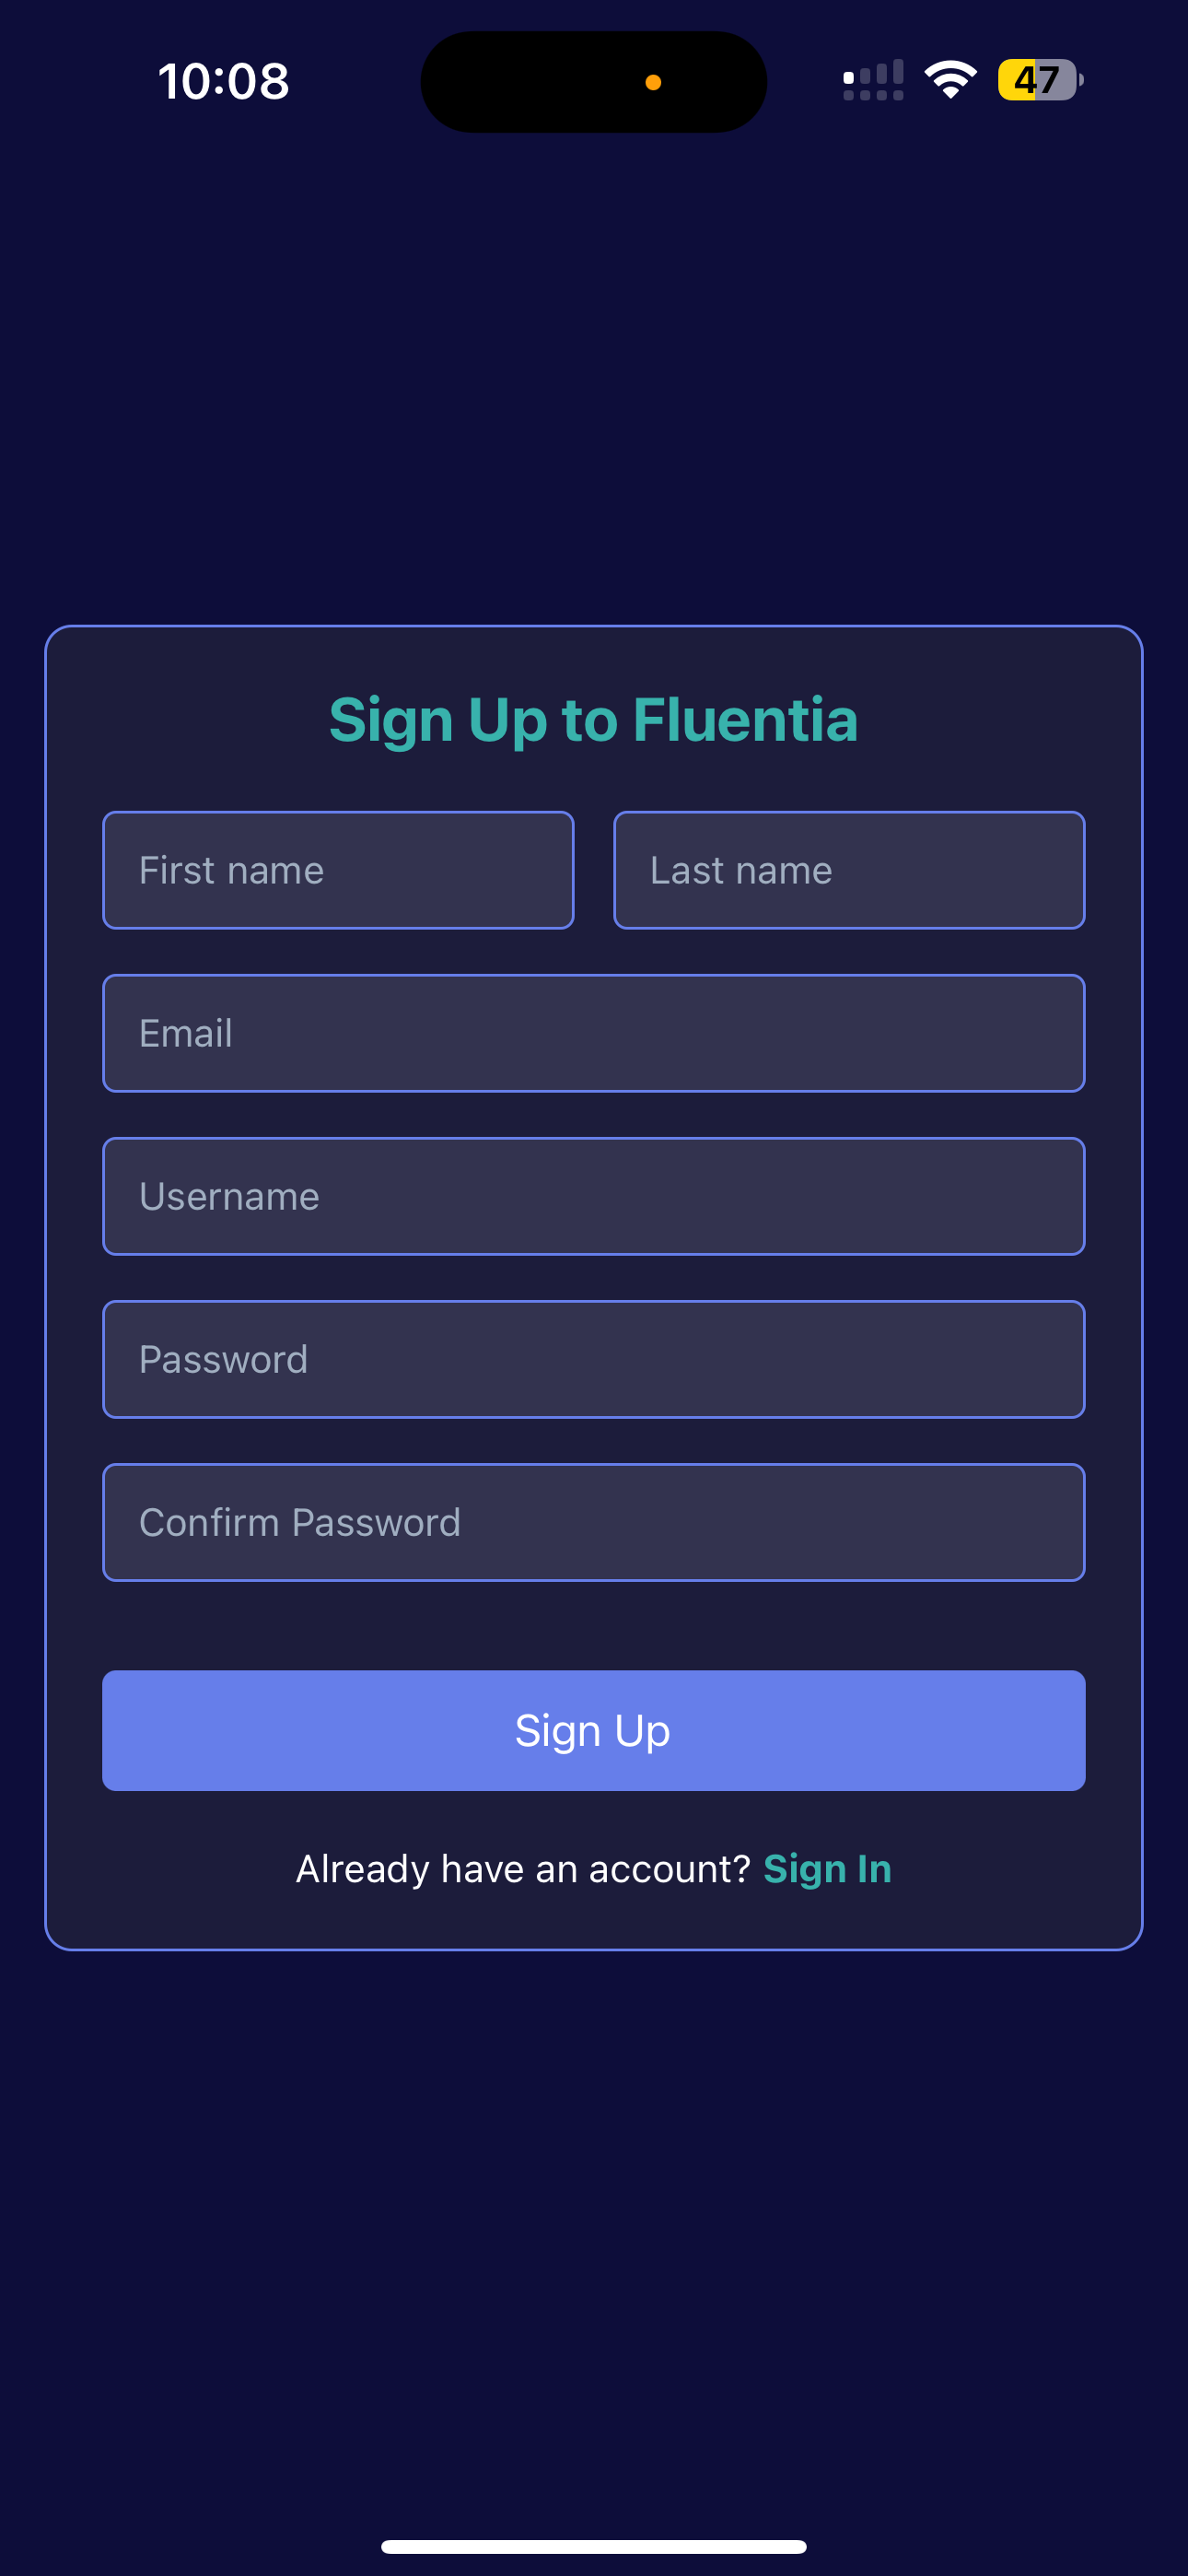 10:08
47
Sign Up to Fluentia
First name
Last name
Email
Username
Password
Confirm Password
Sign Up
Already have an account? Sign In